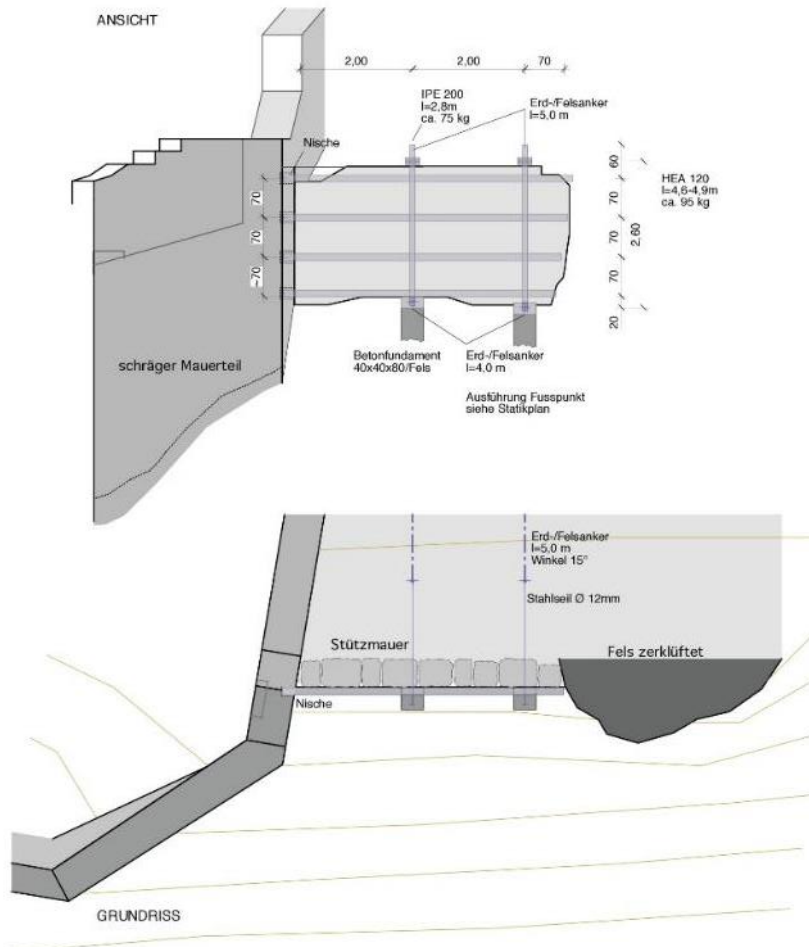 ANSICHT
2,00
2,00
70
IPE 200
l=2,8m
ca. 75 kg
Erd-/Felsanker
l=5,0 m
Nische
60
70
70
70
20
2,60
HEA 120
l=4,6-4,9m
ca. 95 kg
70
70
~70
schräger Mauerteil
Betonfundament
40x40x80/Fels
Erd-/Felsanker
l=4.0 m
Ausführung Fusspunkt
siehe Statikplan
Erd-/Felsanker
l=5,0 m
Winkel 15°
Stahlseil Ø 12mm
Stützmauer
Fels zerklüftet
Nische
GRUNDRISS